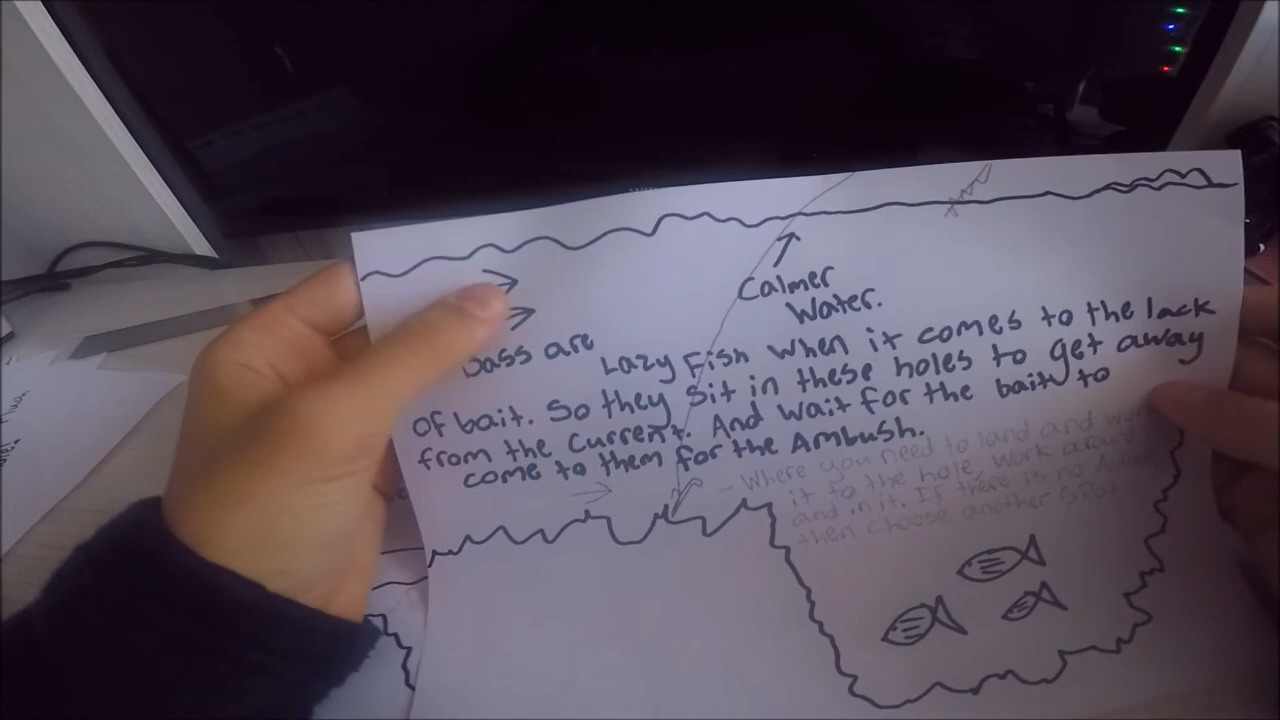 Calmer
Water.
bass are Lazy Fish when it comes to the lack
of bait. So they sit in these holes to get away
from the current. And wait for the bait to
come to them for the Ambush.
- Where you need to land and
it to the hole, work around
and in it. If there is no
then choose another spot